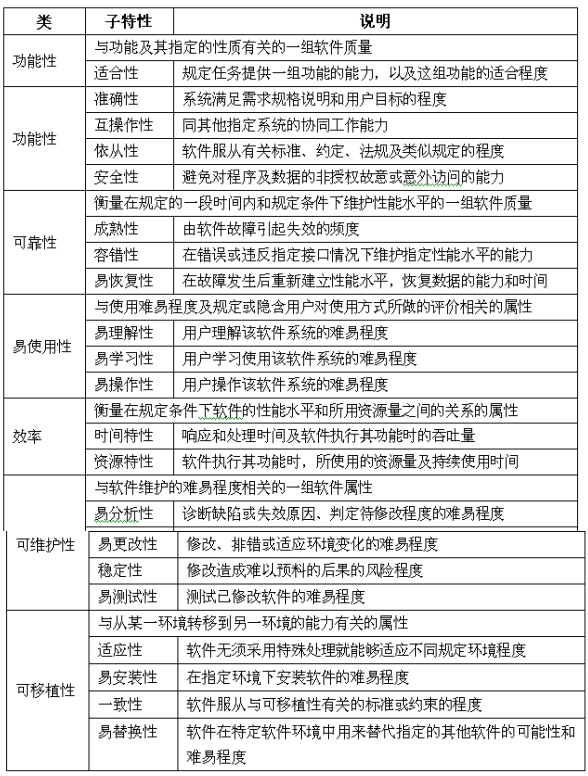 类 子特性 说明
功能性
与功能及其指定的性质有关的一组软件质量
适合性 规定任务提供一组功能的能力，以及这组功能的适合程度
功能性
准确性 系统满足需求规格说明和用户目标的程度
互操作性 同其他指定系统的协同工作能力
依从性 软件服从有关标准、约定、法规及类似规定的程度
安全性 避免对程序及数据的非授权故意或意外访问的能力
可靠性
衡量在规定的一段时间内和规定条件下维护性能水平的一组软件质量
成熟性 由软件故障引起失效的频度
容错性 在错误或违反指定接口情况下维护指定性能水平的能力
易恢复性 在故障发生后重新建立性能水平，恢复数据的能力和时间
易使用性
与使用难易程度及规定或隐含用户对使用方式所做的评价相关的属性
易理解性 用户理解该软件系统的难易程度
易学习性 用户学习使用该软件系统的难易程度
易操作性 用户操作该软件系统的难易程度
效率
衡量在规定条件下软件的性能水平和所用资源量之间的关系的属性
时间特性 响应和处理时间及软件执行其功能时的吞吐量
资源特性 软件执行其功能时，所使用的资源量及持续使用时间
可维护性
与软件维护的难易程度相关的一组软件属性
易分析性 诊断缺陷或失效原因、判定待修改程度的难易程度
易更改性 修改、排错或适应环境变化的难易程度
稳定性 修改造成难以预料的后果的风险程度
易测试性 测试已修改软件的难易程度
可移植性
与从某一环境转移到另一环境的能力有关的属性
适应性 软件无须采用特殊处理就能够适应不同规定环境程度
易安装性 在指定环境下安装软件的难易程度
一致性 软件服从与可移植性有关的标准或约束的程度
易替换性 软件在特定软件环境中用来替代指定的其他软件的可能性和
难易程度